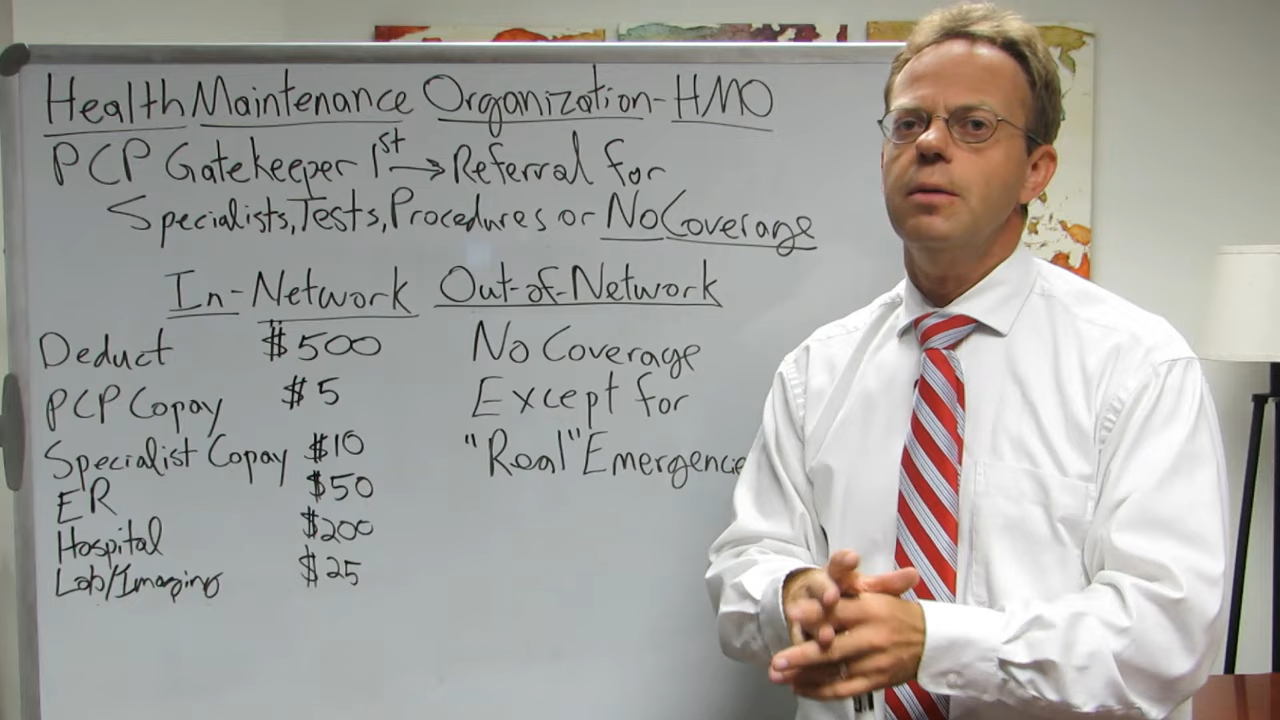 Health Maintenance Organization-HMO
PCP Gatekeeper 1st → Referral for
Specialists, Tests, Procedures or No Coverage
In-Network Out-of-Network
Deduct $500 No Coverage
PCP Copay $5 Except for
Specialist Copay $10 "Real" Emergencie
ER $50
Hospital $200
Lab/Imaging $25